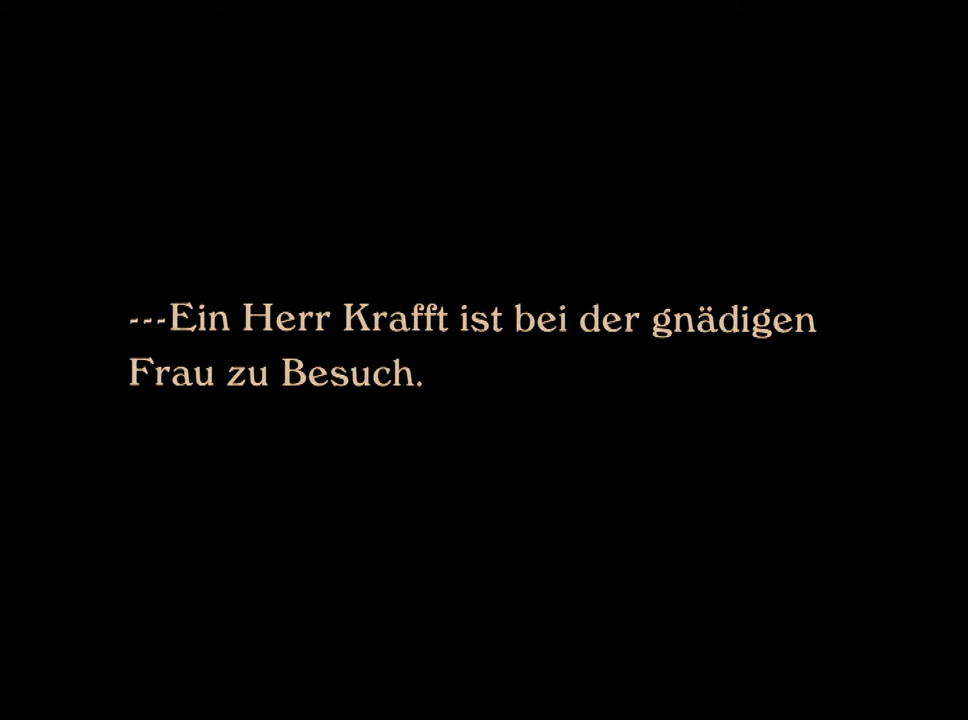 ---Ein Herr Krafft ist bei der gnädigen
Frau zu Besuch.